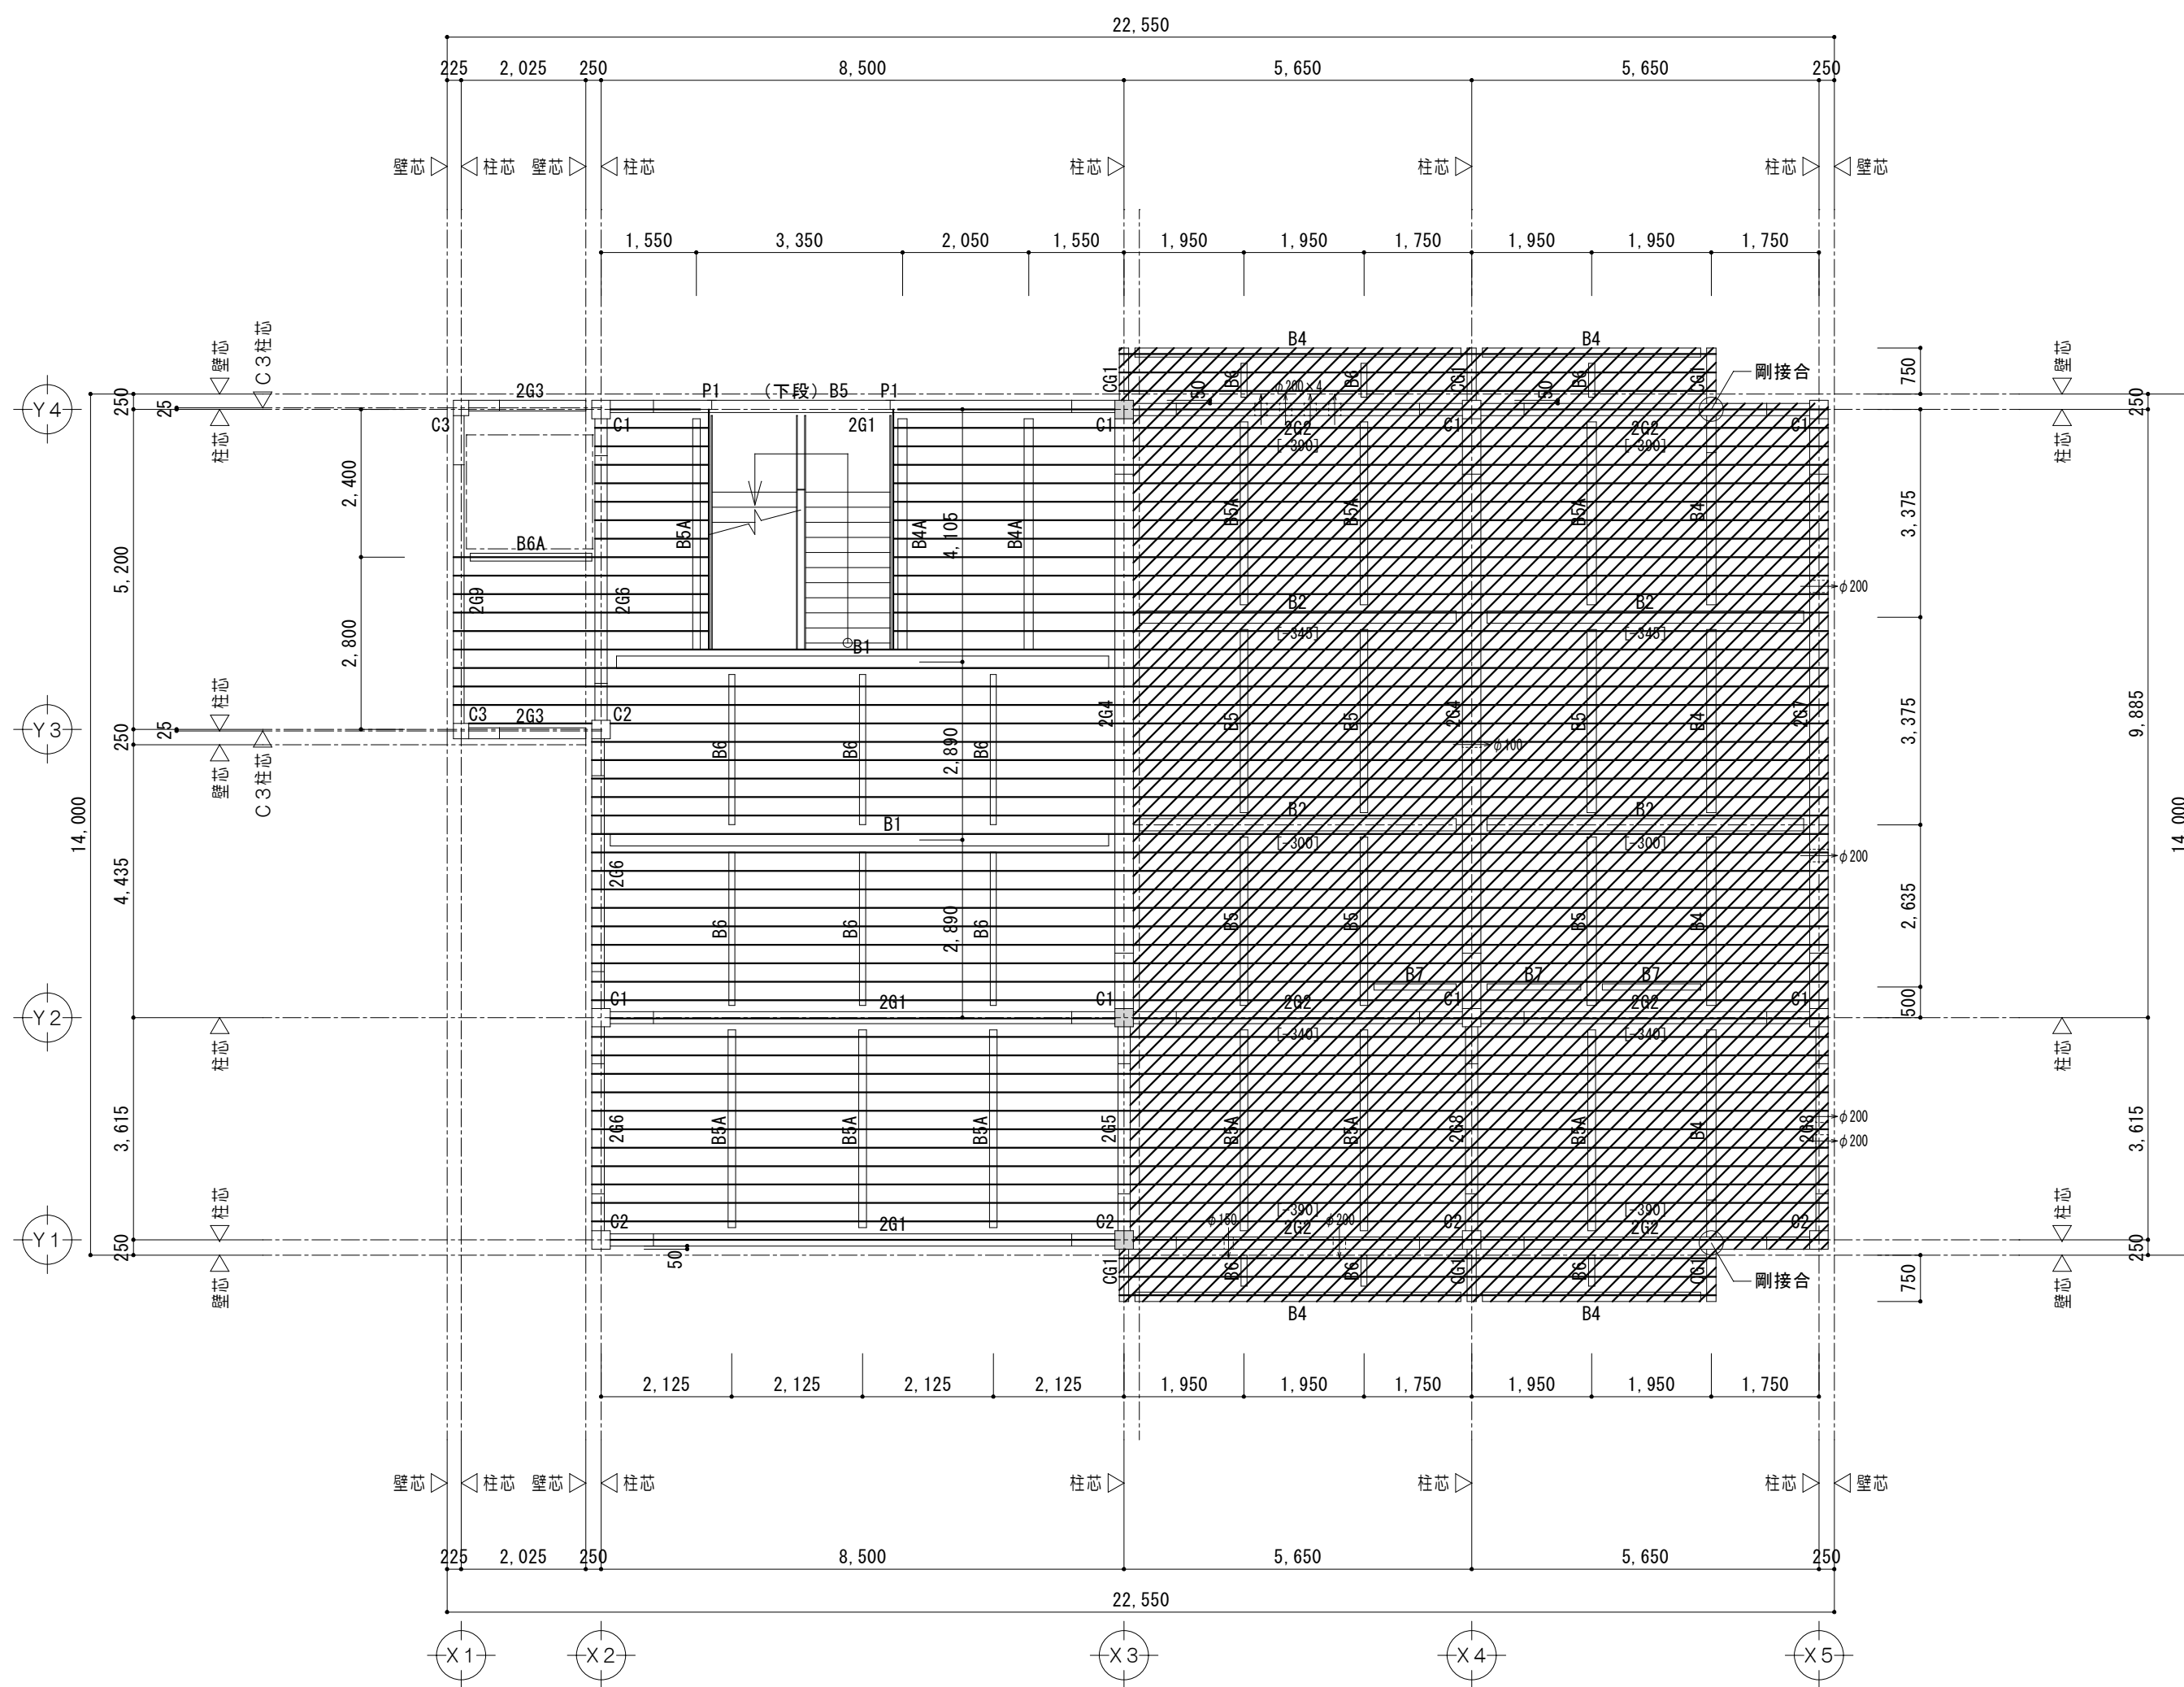 22,550
225 2,025 250 8,500 5,650 5,650 250
壁芯 柱芯 壁芯 柱芯 柱芯 柱芯 柱芯 壁芯
1,550 3,350 2,050 1,550 1,950 1,950 1,750 1,950 1,950 1,750
B4 B4
CG1 B6 φ200×4 B6 CG1 B6 CG1 剛接合
50 50
2G3 P1 (下段)B5 P1
C3 C1 2G1 C1 2G2 C1 2G2 C1
[-390] [-390]
Y4
250 25 壁芯 柱芯 C3柱芯
750 250 壁芯 柱芯
2,400
B5A B4A 4,105 B4A B5A B5A B5A B4 3,375
5,200
B6A
2G9 2G6 φ200
B2 B2
[-345] [-345]
2,800
B1
C3 2G3 C2
2G4 B5 B5 2G4 B5 B4 2G7 3,375
Y3
250 25 柱芯 壁芯 C3柱芯
B6 B6 2,890 B6 φ100
9,885
14,000 14,000
B1 B2 B2
[-300] [-300]
φ200
4,435
2G6
B6 B6 2,890 B6 B5 B5 B5 B4 2,635
B7 B7 B7
C1 2G1 C1 2G2 C1 2G2 C1 500
Y2
柱芯 柱芯
[-340] [-340]
3,615 2G6 B5A B5A B5A 2G5 B5A B5A 2G8 B5A B4 2G8 φ200 3,615
φ200
[-390] [-390]
C2 2G1 C2 φ150 2G2 φ200 C2 2G2 C2
Y1
250 柱芯 壁芯 250 柱芯 壁芯
50 CG1 B6 B6 CG1 B6 CG1 剛接合 750
B4 B4
2,125 2,125 2,125 2,125 1,950 1,950 1,750 1,950 1,950 1,750
壁芯 柱芯 壁芯 柱芯 柱芯 柱芯 柱芯 壁芯
225 2,025 250 8,500 5,650 5,650 250
22,550
X1 X2 X3 X4 X5